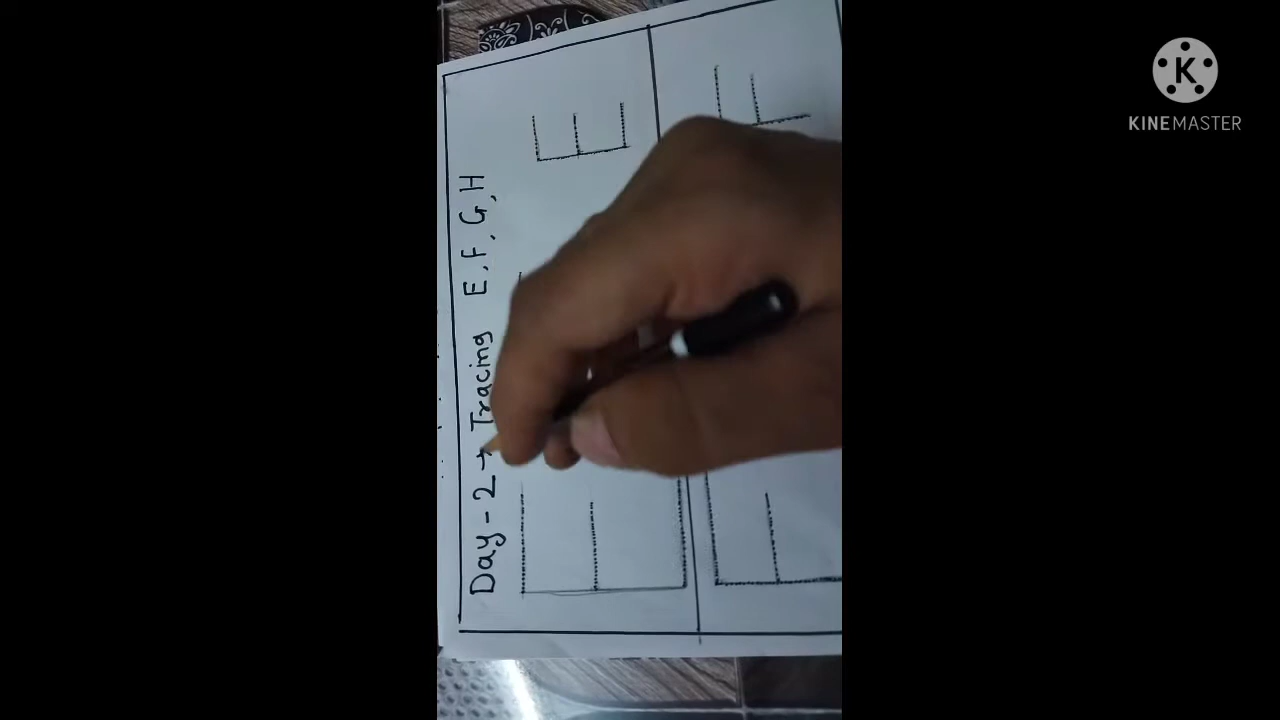 Day - 2 → Tracing E, F, G, H
E E
F F
KINEMASTER